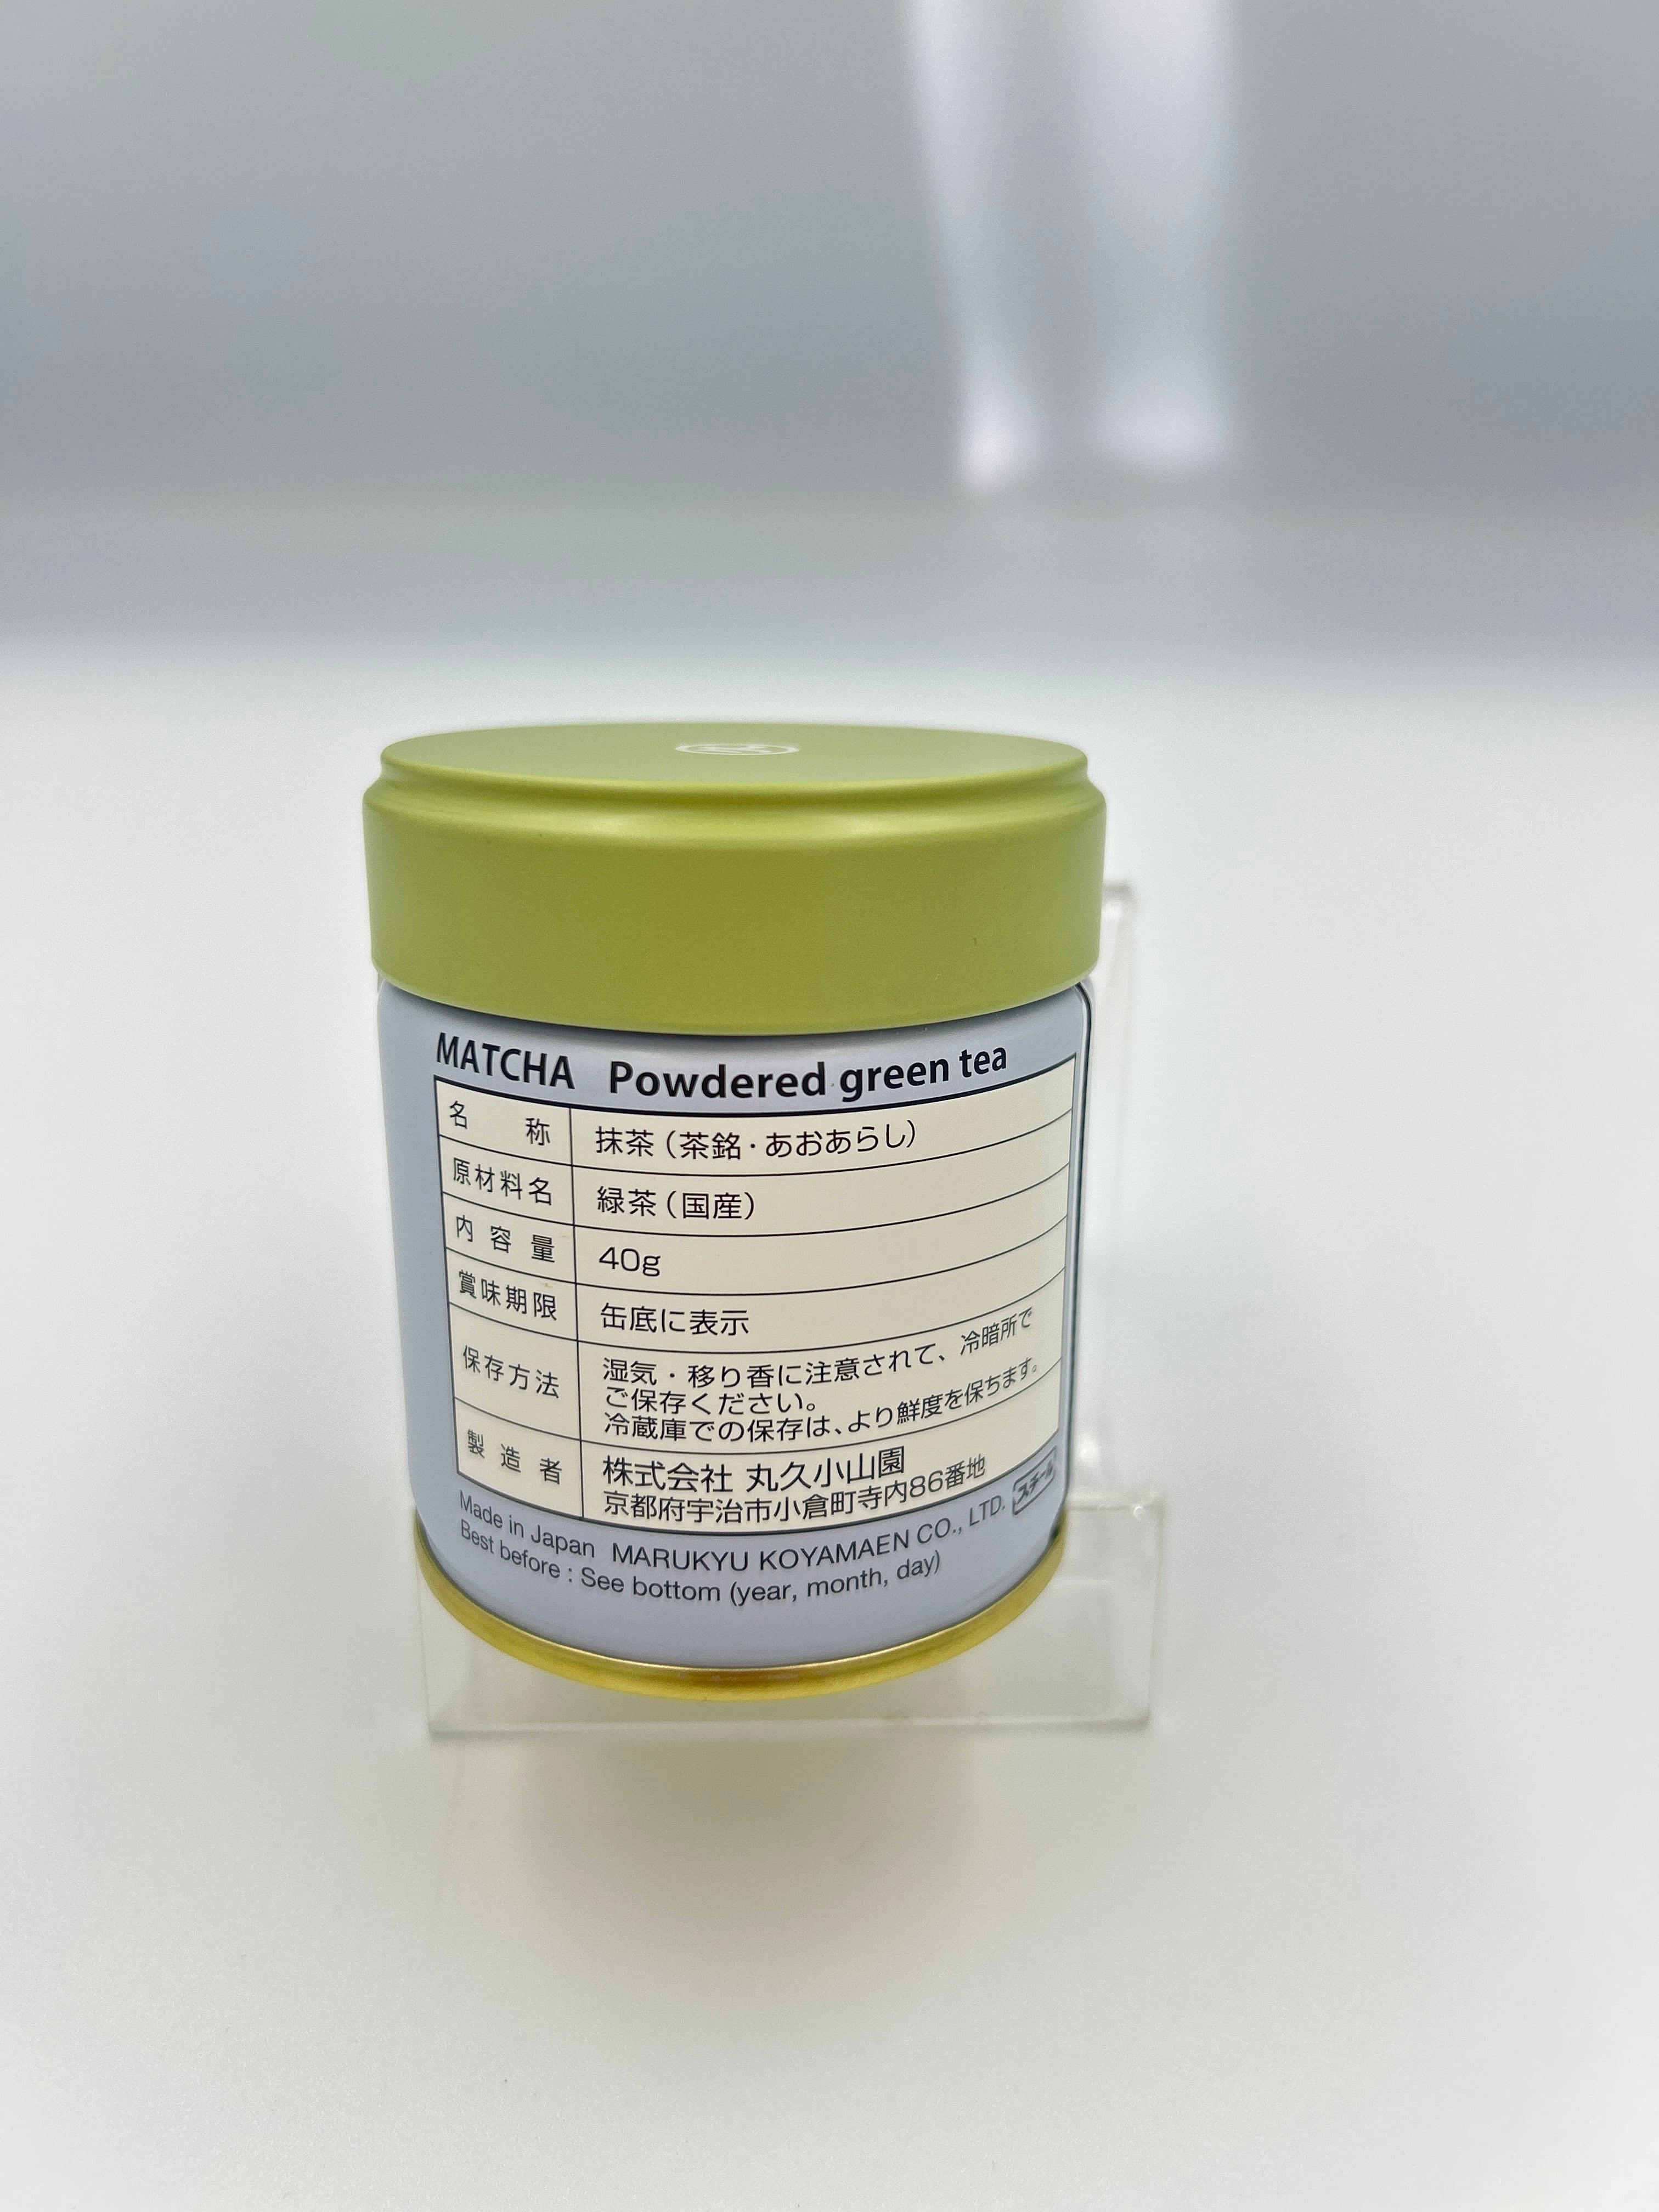 MATCHA Powdered green tea
名称 抹茶（茶銘・あおあらし）
原材料名 緑茶（国産）
内容量 40g
賞味期限 缶底に表示
保存方法 湿気・移り香に注意されて、冷暗所で
ご保存ください。
冷蔵庫での保存は、より鮮度を保ちます。
製造者 株式会社 丸久小山園
京都府宇治市小倉町寺内86番地
スチール
Made in Japan MARUKYU KOYAMAEN CO., LTD.
Best before : See bottom (year, month, day)